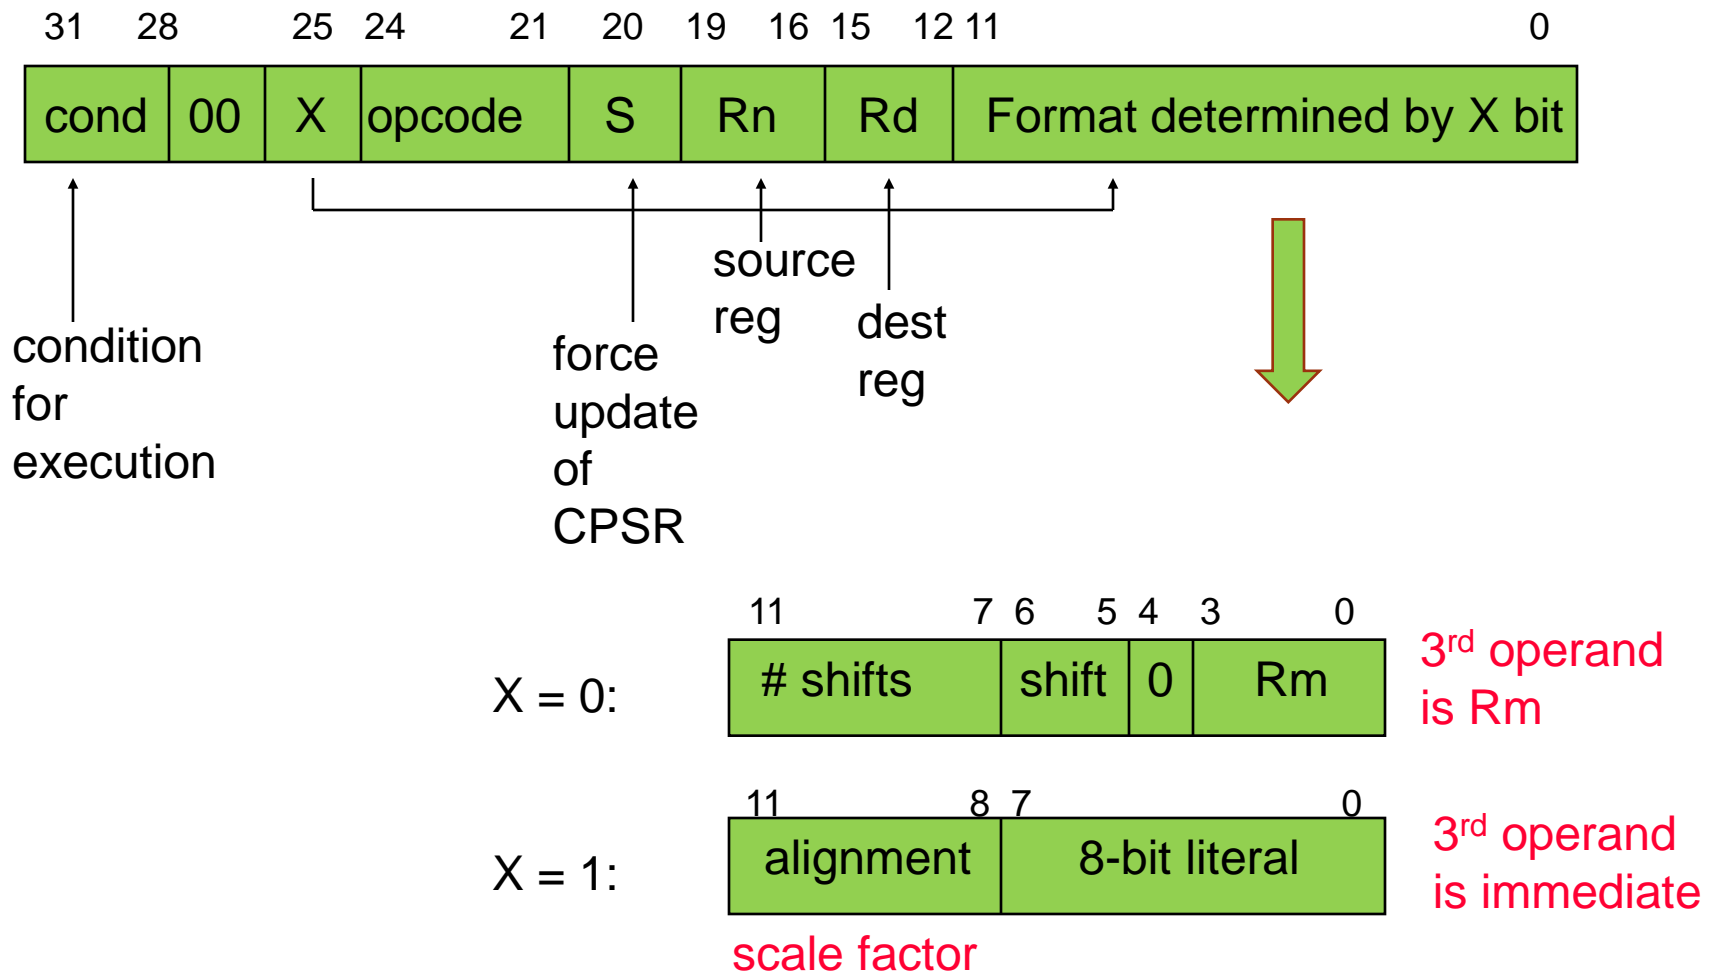 31 28 25 24 21 20 19 16 15 12 11 0
cond 00 X opcode S Rn Rd Format determined by X bit
condition
for
execution
force
update
of
CPSR
source
reg
dest
reg
11 7 6 5 4 3 0
X = 0: # shifts shift 0 Rm
3rd operand
is Rm
11 8 7 0
X = 1: alignment 8-bit literal
3rd operand
is immediate
scale factor